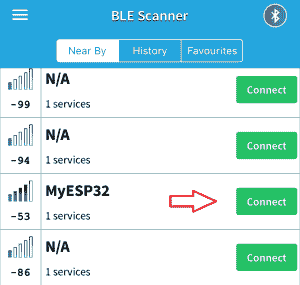 BLE Scanner
Near By History Favourites
N/A
-99 1 services Connect
N/A
-94 1 services Connect
MyESP32
-53 1 services Connect
N/A
-86 1 services Connect